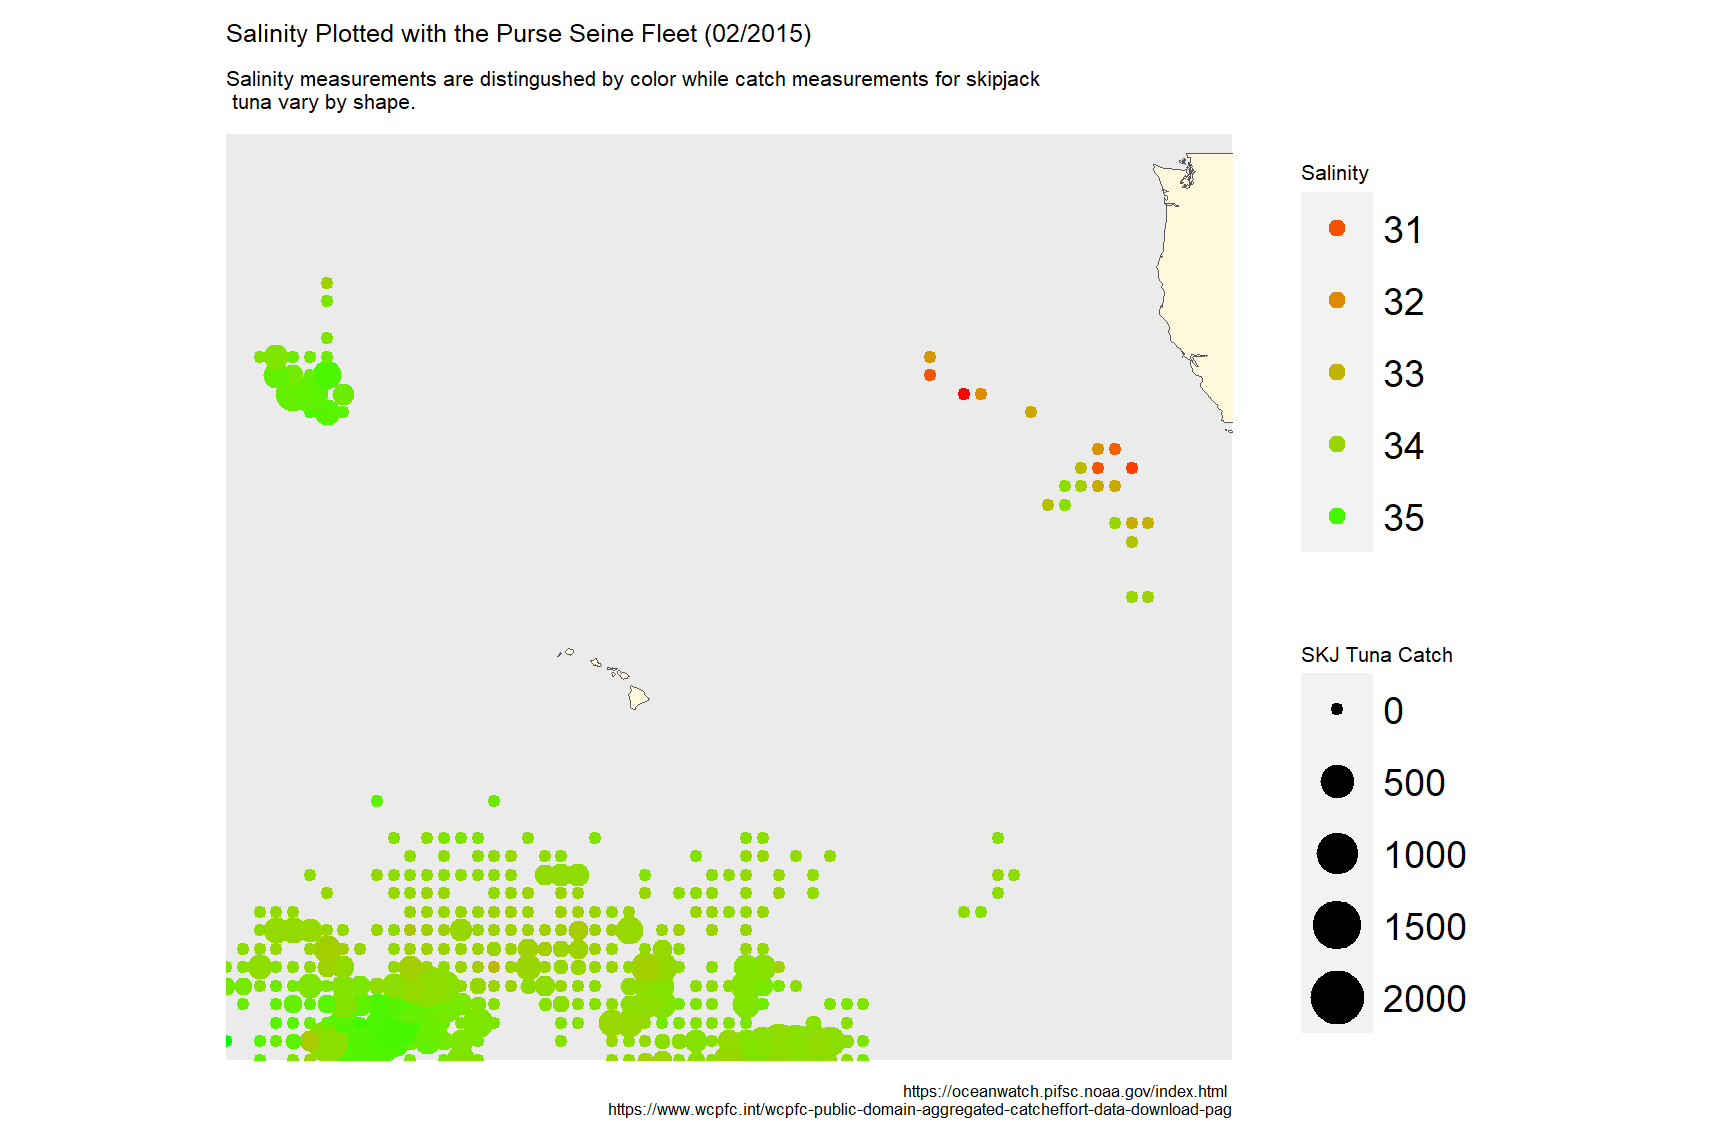 Salinity Plotted with the Purse Seine Fleet (02/2015)
Salinity measurements are distingushed by color while catch measurements for skipjack
tuna vary by shape.
Salinity
31
32
33
34
35
SKJ Tuna Catch
0
500
1000
1500
2000
https://oceanwatch.pifsc.noaa.gov/index.html
https://www.wcpfc.int/wcpfc-public-domain-aggregated-catcheffort-data-download-pag